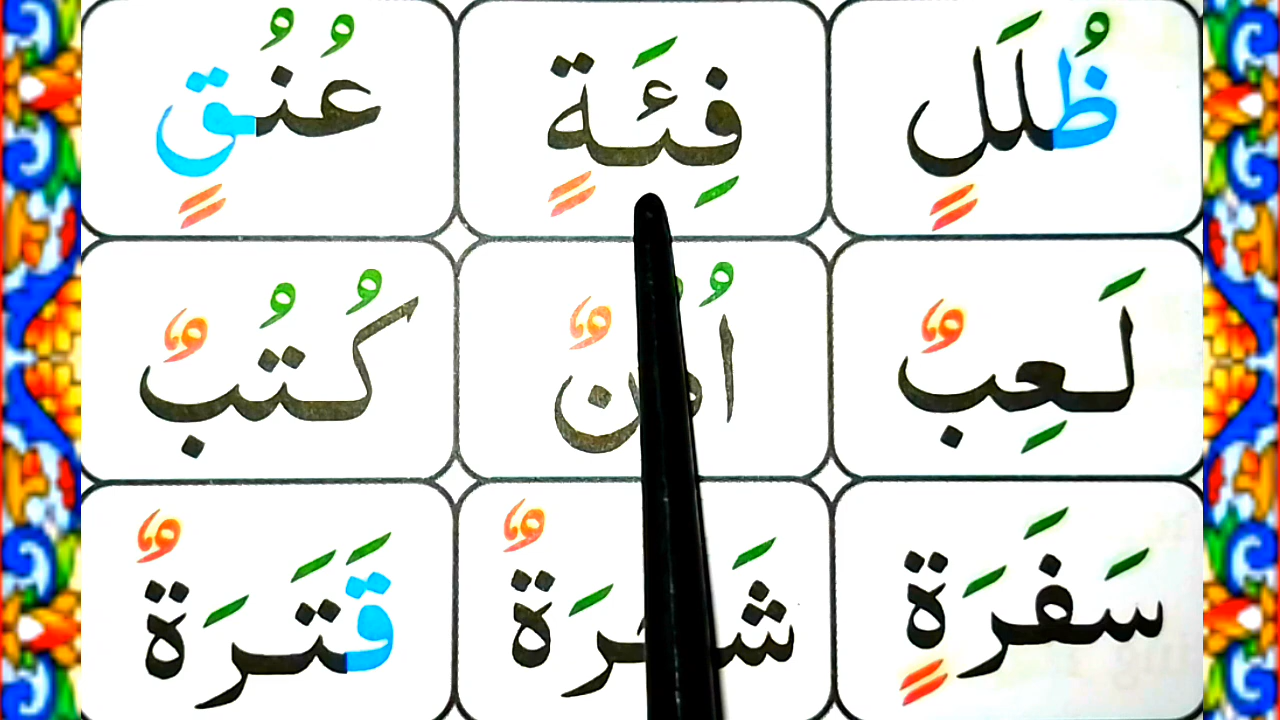 ظُلَلٍ فِئَةٍ عُنُقٍ
لَعِبٌ كُتُبٌ
سَفَرَةٍ قَتَرَةٌ